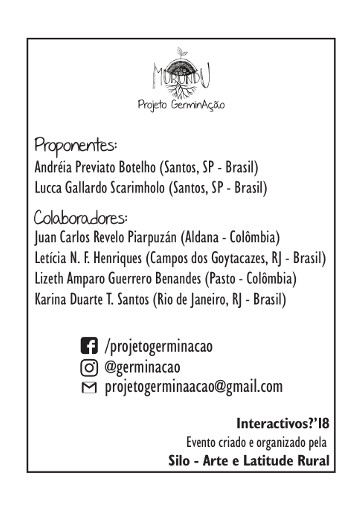 MURUNDU
Projeto GerminAção
Proponentes:
Andréia Previato Botelho (Santos, SP - Brasil)
Lucca Gallardo Scarimholo (Santos, SP - Brasil)
Colaboradores:
Juan Carlos Revelo Piarpuzán (Aldana - Colômbia)
Letícia N. F. Henriques (Campos dos Goytacazes, RJ - Brasil)
Lizeth Amparo Guerrero Benandes (Pasto - Colômbia)
Karina Duarte T. Santos (Rio de Janeiro, RJ - Brasil)
/projetogerminacao
@germinacao
projetogerminaacao@gmail.com
Interactivos?'18
Evento criado e organizado pela
Silo - Arte e Latitude Rural